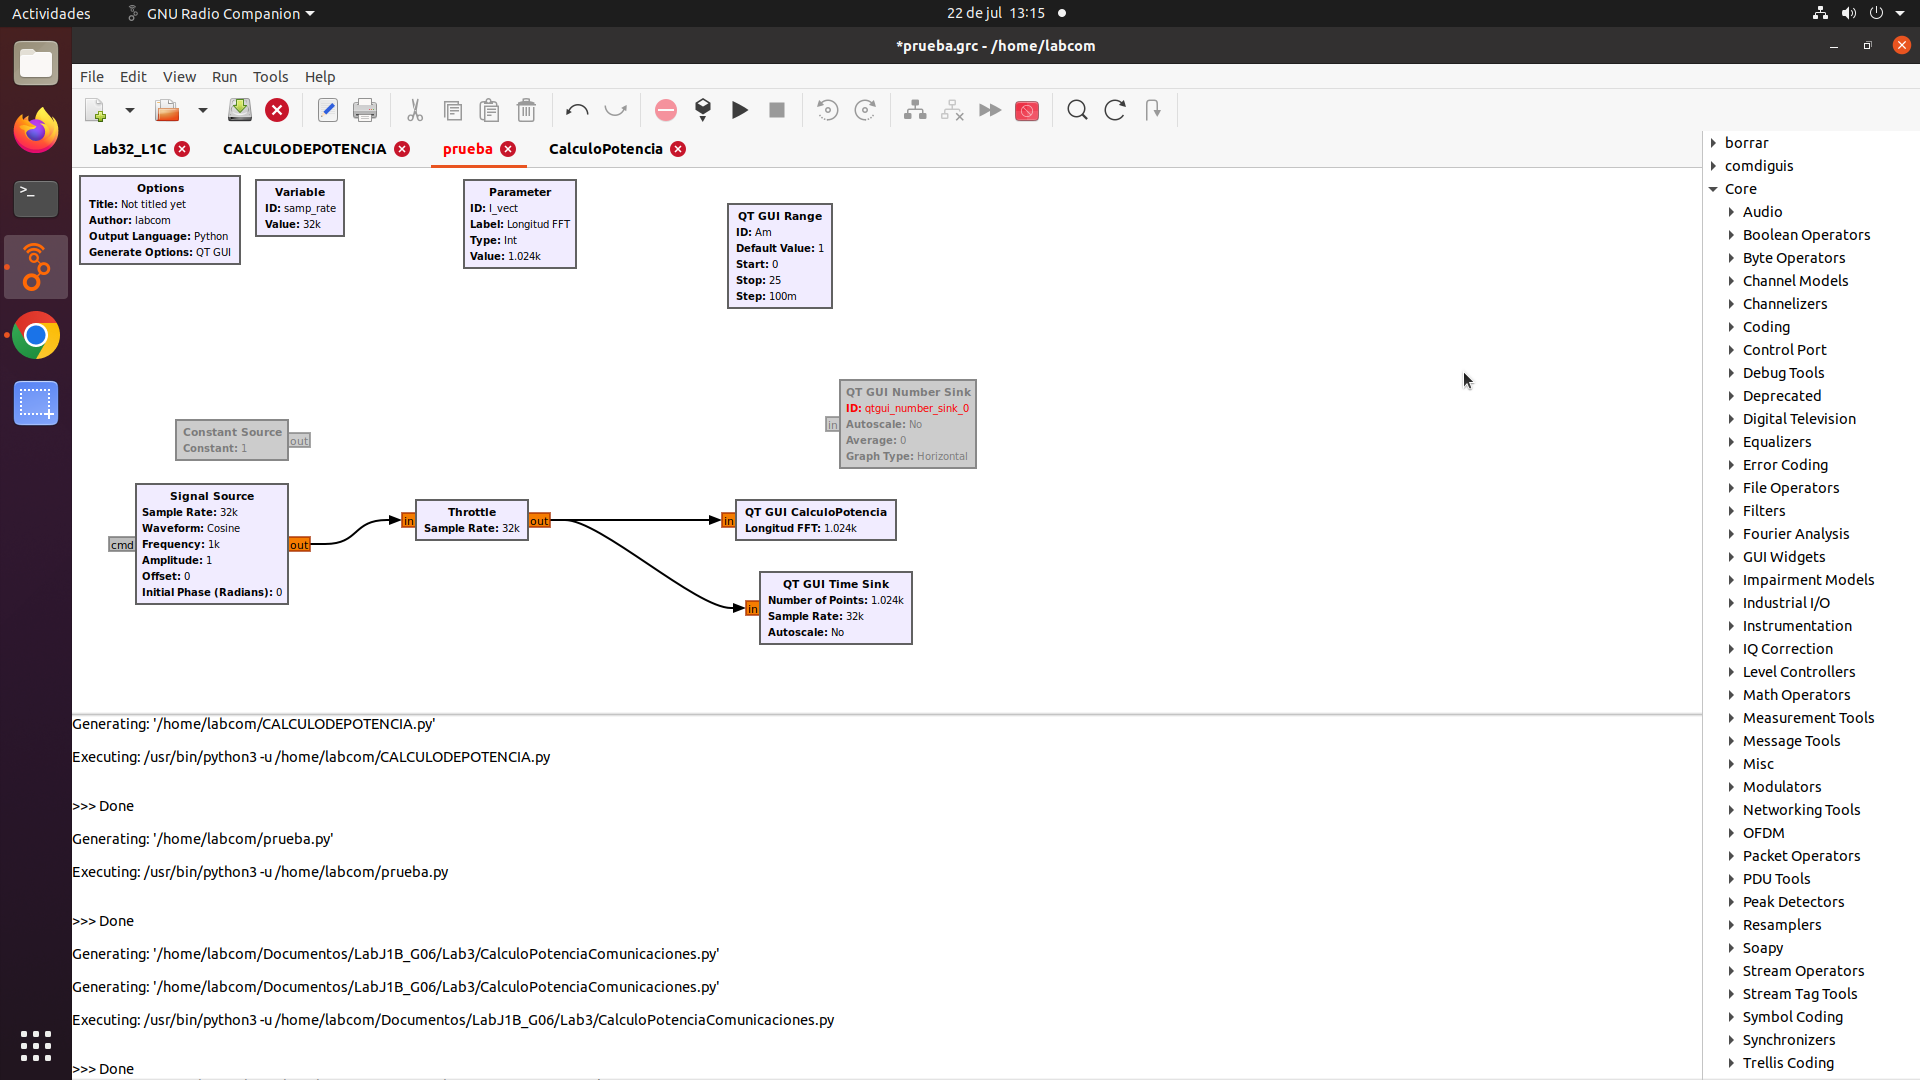 Actividades
GNU Radio Companion
22 de jul 13:15
*prueba.grc - /home/labcom
File Edit View Run Tools Help
Lab32_L1C
CALCULODEPOTENCIA
prueba
CalculoPotencia
Options
Title: Not titled yet
Author: labcom
Output Language: Python
Generate Options: QT GUI
Variable
ID: samp_rate
Value: 32k
Parameter
ID: l_vect
Label: Longitud FFT
Type: Int
Value: 1.024k
QT GUI Range
ID: Am
Default Value: 1
Start: 0
Stop: 25
Step: 100m
QT GUI Number Sink
ID: qtgui_number_sink_0
Autoscale: No
Average: 0
Graph Type: Horizontal
in
Constant Source
Constant: 1
out
Signal Source
Sample Rate: 32k
Waveform: Cosine
Frequency: 1k
Amplitude: 1
Offset: 0
Initial Phase (Radians): 0
cmd
out
in
Throttle
Sample Rate: 32k
out
in
QT GUI CalculoPotencia
Longitud FFT: 1.024k
in
QT GUI Time Sink
Number of Points: 1.024k
Sample Rate: 32k
Autoscale: No
Generating: '/home/labcom/CALCULODEPOTENCIA.py'
Executing: /usr/bin/python3 -u /home/labcom/CALCULODEPOTENCIA.py
>>> Done
Generating: '/home/labcom/prueba.py'
Executing: /usr/bin/python3 -u /home/labcom/prueba.py
>>> Done
Generating: '/home/labcom/Documentos/LabJ1B_G06/Lab3/CalculoPotenciaComunicaciones.py'
Generating: '/home/labcom/Documentos/LabJ1B_G06/Lab3/CalculoPotenciaComunicaciones.py'
Executing: /usr/bin/python3 -u /home/labcom/Documentos/LabJ1B_G06/Lab3/CalculoPotenciaComunicaciones.py
>>> Done
borrar
comdiguis
Core
Audio
Boolean Operators
Byte Operators
Channel Models
Channelizers
Coding
Control Port
Debug Tools
Deprecated
Digital Television
Equalizers
Error Coding
File Operators
Filters
Fourier Analysis
GUI Widgets
Impairment Models
Industrial I/O
Instrumentation
IQ Correction
Level Controllers
Math Operators
Measurement Tools
Message Tools
Misc
Modulators
Networking Tools
OFDM
Packet Operators
PDU Tools
Peak Detectors
Resamplers
Soapy
Stream Operators
Stream Tag Tools
Symbol Coding
Synchronizers
Trellis Coding